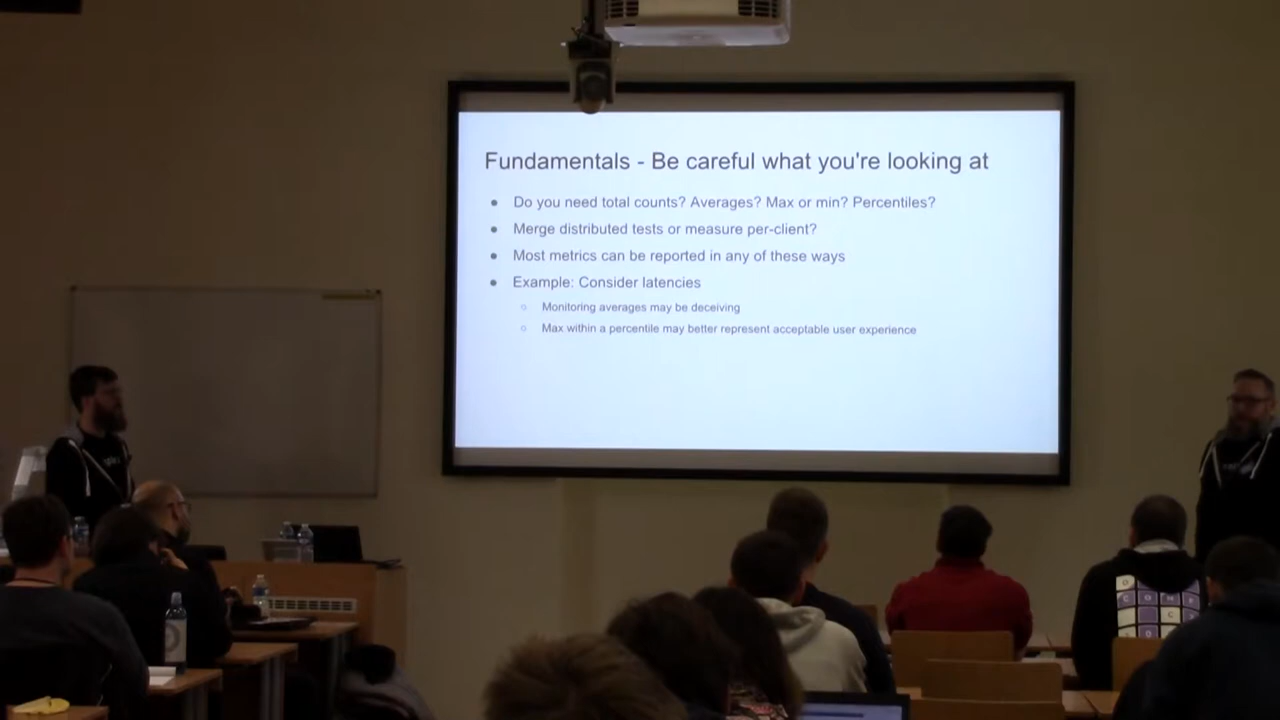 Fundamentals - Be careful what you're looking at
● Do you need total counts? Averages? Max or min? Percentiles?
● Merge distributed tests or measure per-client?
● Most metrics can be reported in any of these ways
● Example: Consider latencies
○ Monitoring averages may be deceiving
○ Max within a percentile may better represent acceptable user experience